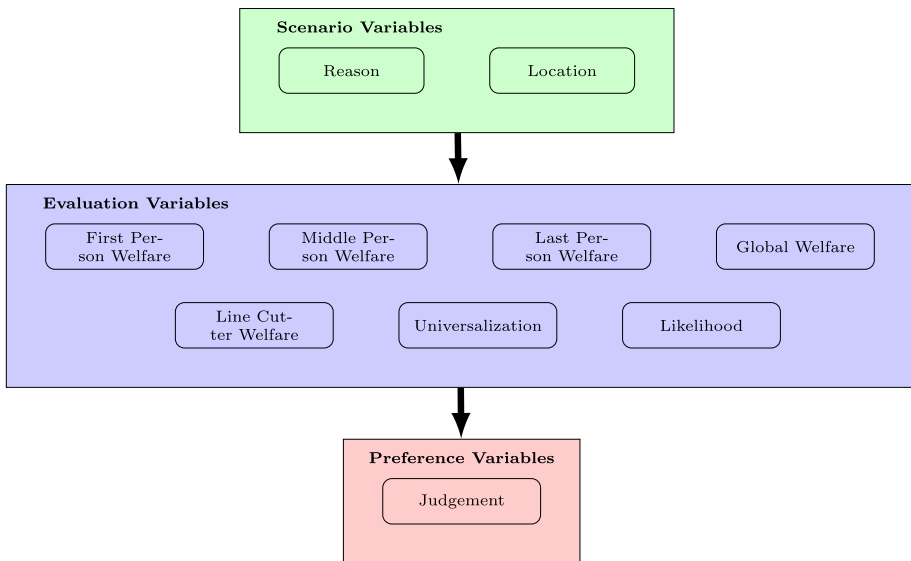 Scenario Variables
Reason
Location
Evaluation Variables
First Per-
son Welfare
Middle Per-
son Welfare
Last Per-
son Welfare
Global Welfare
Line Cut-
ter Welfare
Universalization
Likelihood
Preference Variables
Judgement